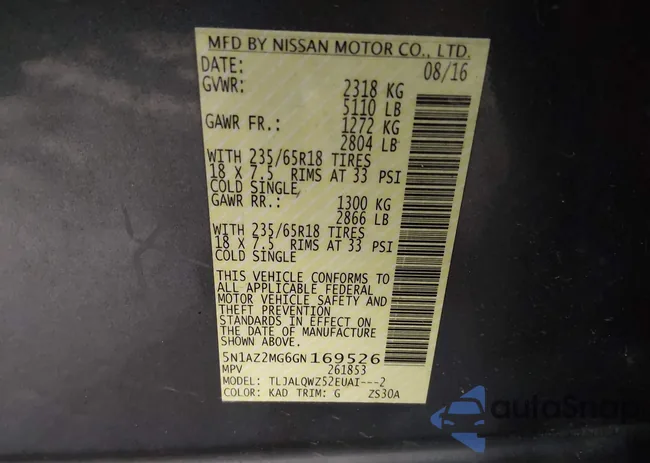 MFD BY NISSAN MOTOR CO., LTD.
DATE: 08/16
GVWR: 2318 KG
5110 LB
GAWR FR.: 1272 KG
2804 LB
WITH 235/65R18 TIRES
18 X 7.5 RIMS AT 33 PSI
COLD SINGLE
GAWR RR.: 1300 KG
2866 LB
WITH 235/65R18 TIRES
18 X 7.5 RIMS AT 33 PSI
COLD SINGLE
THIS VEHICLE CONFORMS TO
ALL APPLICABLE FEDERAL
MOTOR VEHICLE SAFETY AND
THEFT PREVENTION
STANDARDS IN EFFECT ON
THE DATE OF MANUFACTURE
SHOWN ABOVE.
5N1AZ2MG6GN169526
MPV 261853
MODEL: TLJALQWZ52EUAI---2
COLOR: KAD TRIM: G ZS30A
autoSnap